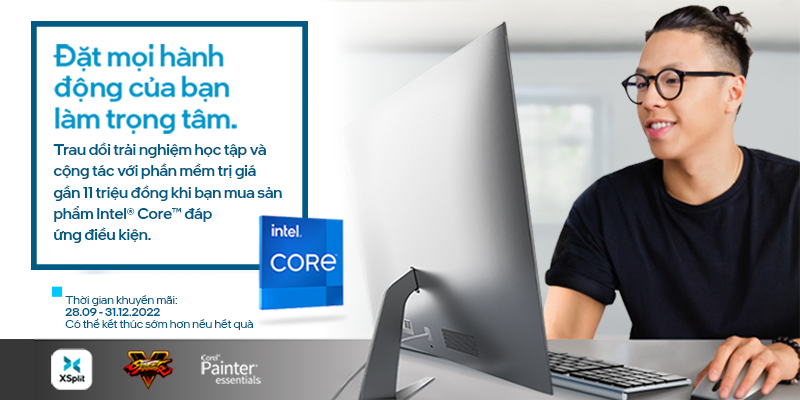 Đặt mọi hành
động của bạn
làm trọng tâm.
Trau dồi trải nghiệm học tập và
cộng tác với phần mềm trị giá
gần 11 triệu đồng khi bạn mua sản
phẩm Intel® Core™ đáp
ứng điều kiện.
intel.
CORE
Thời gian khuyến mãi:
28.09 - 31.12.2022
Có thể kết thúc sớm hơn nếu hết quà
XSplit
STREET V FIGHTER
Corel®
Painter®
essentials